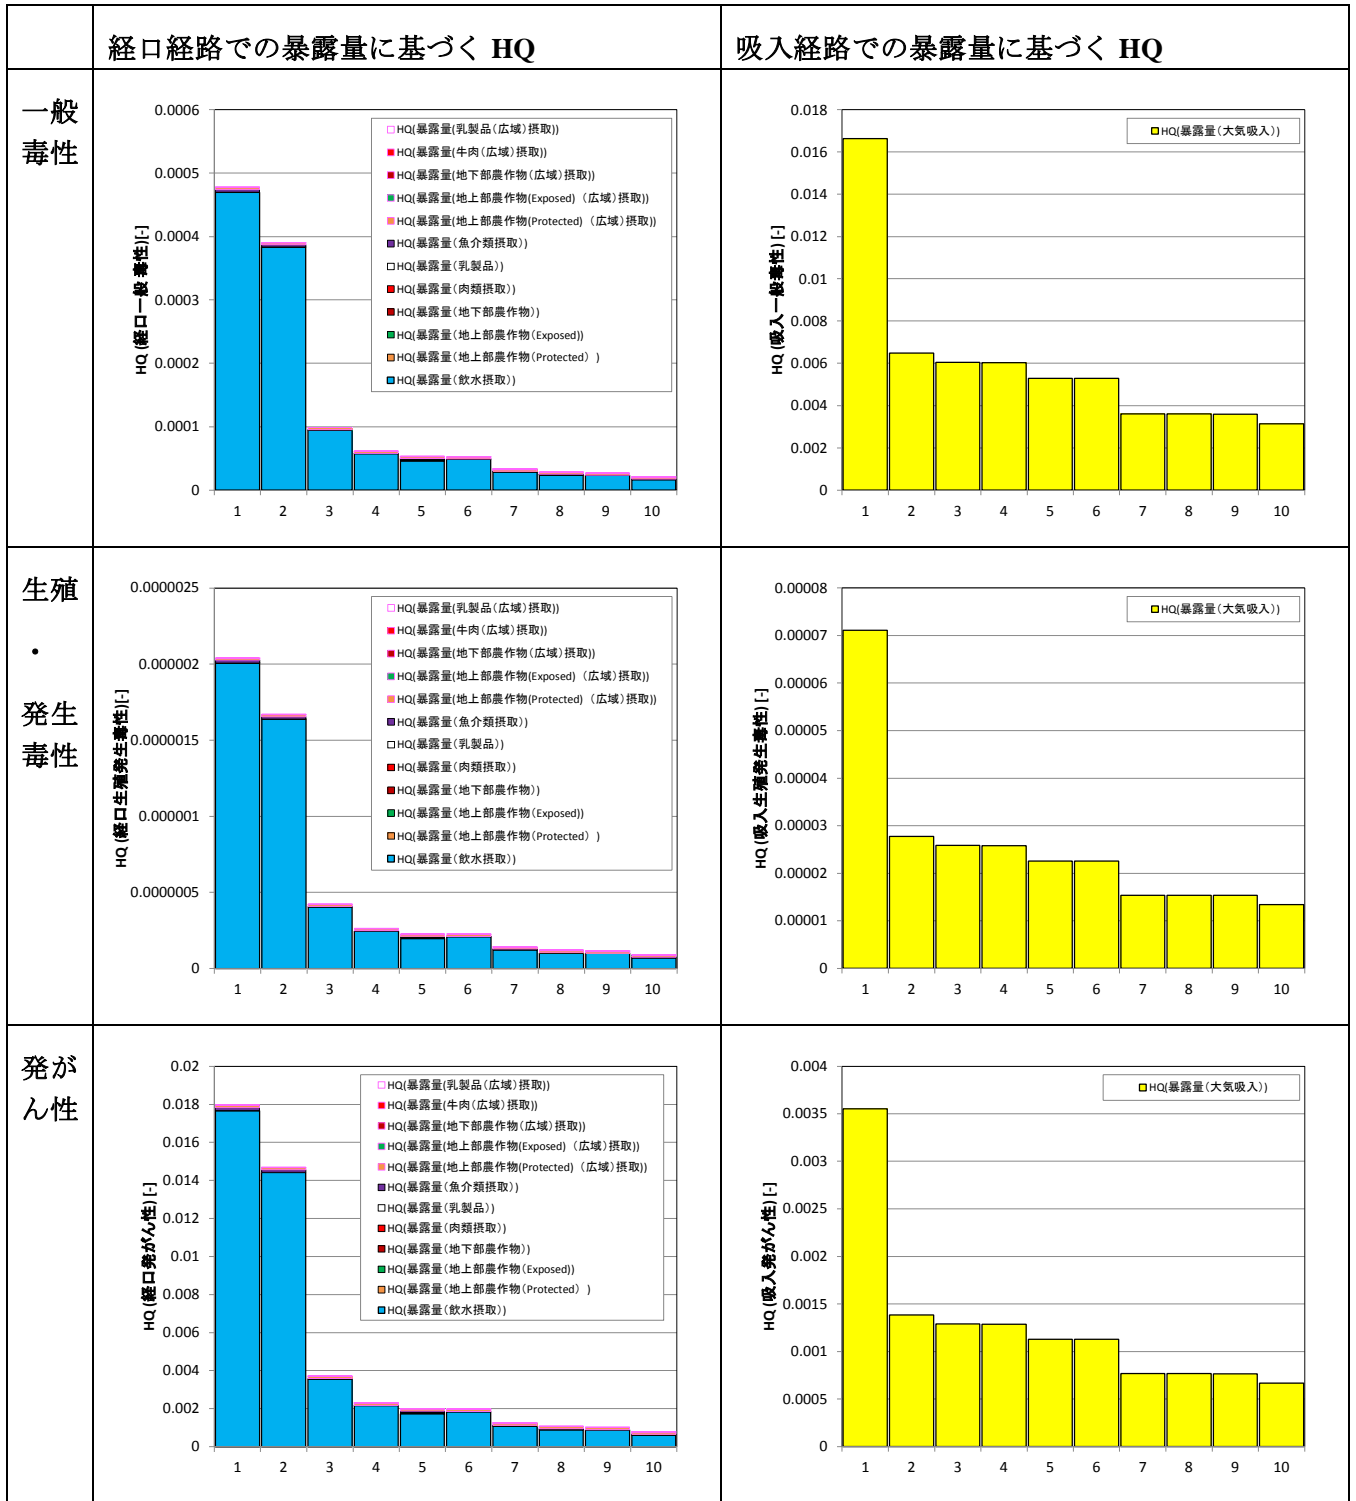 経口経路での暴露量に基づく HQ
吸入経路での暴露量に基づく HQ
一般
毒性
0.0006
0.0005
0.0004
0.0003
0.0002
0.0001
0
HQ (経口一般 毒性)[-]
HQ(暴露量(乳製品(広域)摂取))
HQ(暴露量(牛肉(広域)摂取))
HQ(暴露量(地下部農作物(広域)摂取))
HQ(暴露量(地上部農作物(Exposed) (広域)摂取))
HQ(暴露量(地上部農作物(Protected) (広域)摂取))
HQ(暴露量(魚介類摂取))
HQ(暴露量(乳製品))
HQ(暴露量(肉類摂取))
HQ(暴露量(地下部農作物))
HQ(暴露量(地上部農作物(Exposed))
HQ(暴露量(地上部農作物(Protected) )
HQ(暴露量(飲水摂取))
1 2 3 4 5 6 7 8 9 10
0.018
0.016
0.014
0.012
0.01
0.008
0.006
0.004
0.002
0
HQ (吸入一般毒性) [-]
HQ(暴露量(大気吸入))
1 2 3 4 5 6 7 8 9 10
生殖
・
発生
毒性
0.0000025
0.000002
0.0000015
0.000001
0.0000005
0
HQ (経口生殖発生毒性)[-]
HQ(暴露量(乳製品(広域)摂取))
HQ(暴露量(牛肉(広域)摂取))
HQ(暴露量(地下部農作物(広域)摂取))
HQ(暴露量(地上部農作物(Exposed) (広域)摂取))
HQ(暴露量(地上部農作物(Protected) (広域)摂取))
HQ(暴露量(魚介類摂取))
HQ(暴露量(乳製品))
HQ(暴露量(肉類摂取))
HQ(暴露量(地下部農作物))
HQ(暴露量(地上部農作物(Exposed))
HQ(暴露量(地上部農作物(Protected) )
HQ(暴露量(飲水摂取))
1 2 3 4 5 6 7 8 9 10
0.00008
0.00007
0.00006
0.00005
0.00004
0.00003
0.00002
0.00001
0
HQ (吸入生殖発生毒性) [-]
HQ(暴露量(大気吸入))
1 2 3 4 5 6 7 8 9 10
発が
ん性
0.02
0.018
0.016
0.014
0.012
0.01
0.008
0.006
0.004
0.002
0
HQ (経口発がん性) [-]
HQ(暴露量(乳製品(広域)摂取))
HQ(暴露量(牛肉(広域)摂取))
HQ(暴露量(地下部農作物(広域)摂取))
HQ(暴露量(地上部農作物(Exposed) (広域)摂取))
HQ(暴露量(地上部農作物(Protected) (広域)摂取))
HQ(暴露量(魚介類摂取))
HQ(暴露量(乳製品))
HQ(暴露量(肉類摂取))
HQ(暴露量(地下部農作物))
HQ(暴露量(地上部農作物(Exposed))
HQ(暴露量(地上部農作物(Protected) )
HQ(暴露量(飲水摂取))
1 2 3 4 5 6 7 8 9 10
0.004
0.0035
0.003
0.0025
0.002
0.0015
0.001
0.0005
0
HQ (吸入発がん性) [-]
HQ(暴露量(大気吸入))
1 2 3 4 5 6 7 8 9 10